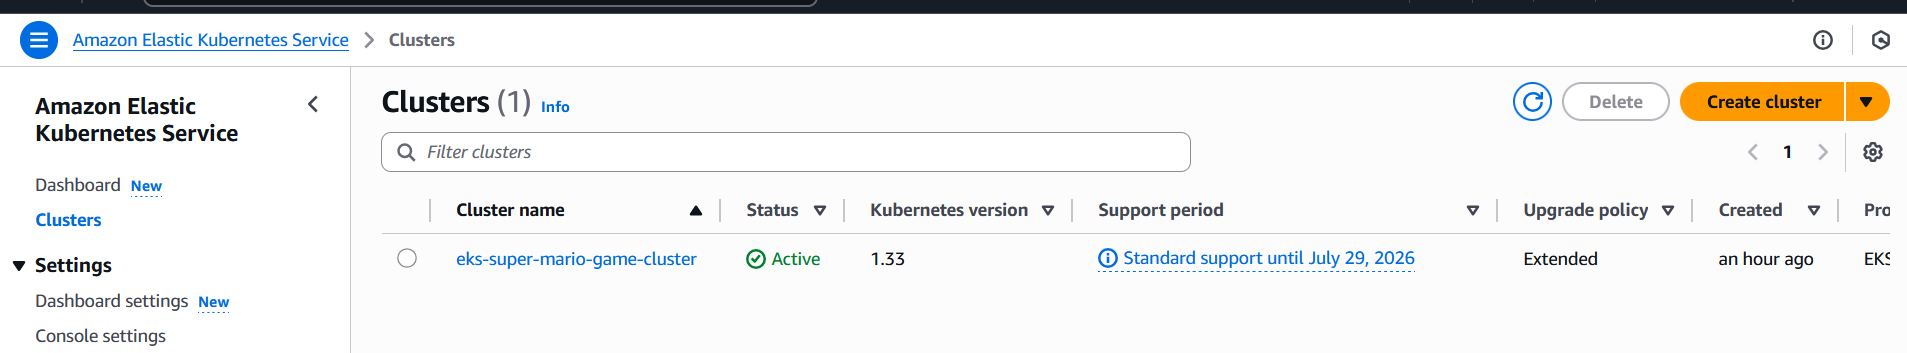 Amazon Elastic Kubernetes Service > Clusters
Amazon Elastic
Kubernetes Service
Dashboard New
Clusters
Settings
Dashboard settings New
Console settings
Clusters (1) Info
Delete
Create cluster
Filter clusters
1
Cluster name Status Kubernetes version Support period Upgrade policy Created Pro
eks-super-mario-game-cluster Active 1.33 Standard support until July 29, 2026 Extended an hour ago EKS